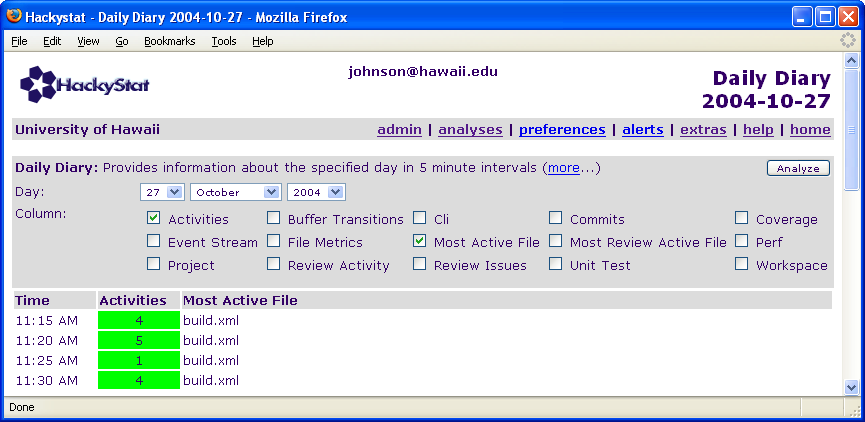 Hackystat - Daily Diary 2004-10-27 - Mozilla Firefox
File Edit View Go Bookmarks Tools Help
HackyStat
johnson@hawaii.edu
Daily Diary
2004-10-27
University of Hawaii admin | analyses | preferences | alerts | extras | help | home
Daily Diary: Provides information about the specified day in 5 minute intervals (more...) Analyze
Day: 27 October 2004
Column: Activities Buffer Transitions Cli Commits Coverage
Event Stream File Metrics Most Active File Most Review Active File Perf
Project Review Activity Review Issues Unit Test Workspace
Time Activities Most Active File
11:15 AM 4 build.xml
11:20 AM 5 build.xml
11:25 AM 1 build.xml
11:30 AM 4 build.xml
Done